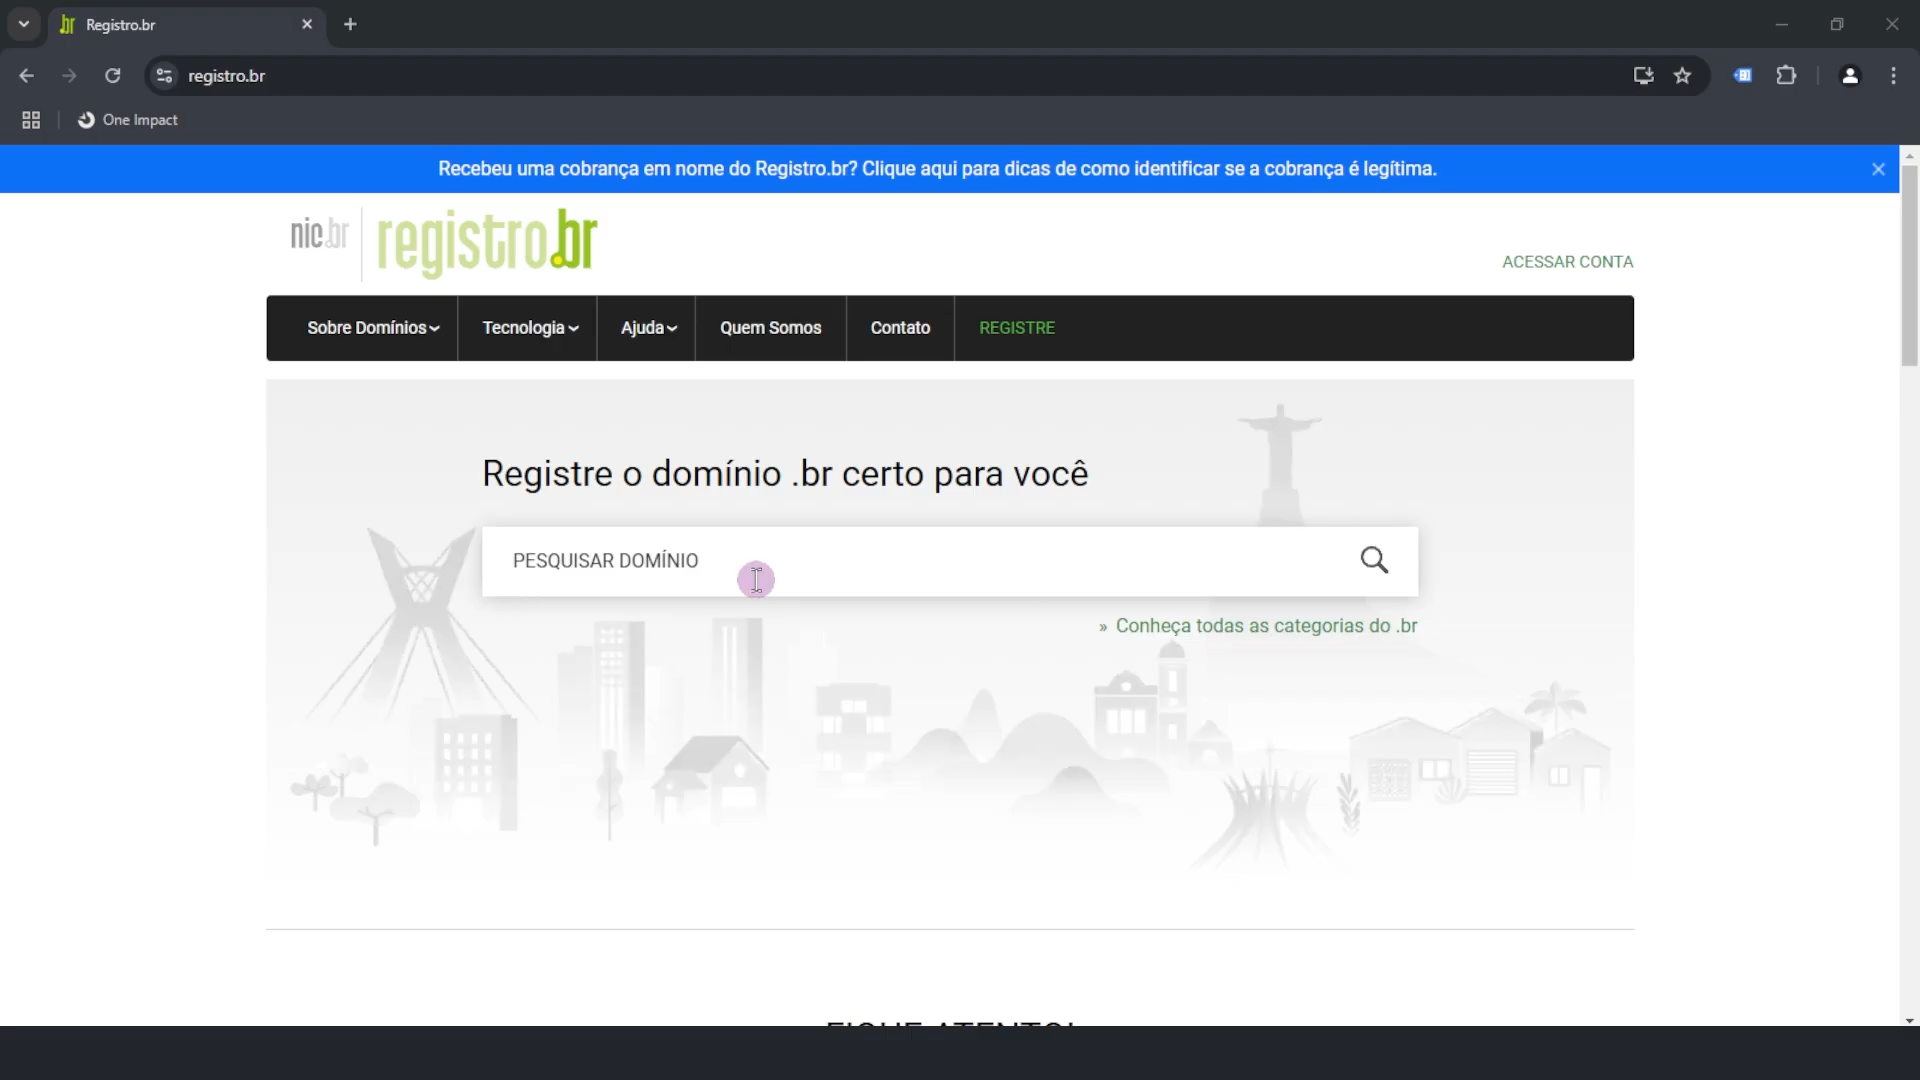 Registro.br
registro.br
One Impact
Recebeu uma cobrança em nome do Registro.br? Clique aqui para dicas de como identificar se a cobrança é legítima.
nic.br
registro.br
ACESSAR CONTA
Sobre Domínios
Tecnologia
Ajuda
Quem Somos
Contato
REGISTRE
Registre o domínio .br certo para você
PESQUISAR DOMÍNIO
» Conheça todas as categorias do .br
FIQUE ATENTO!